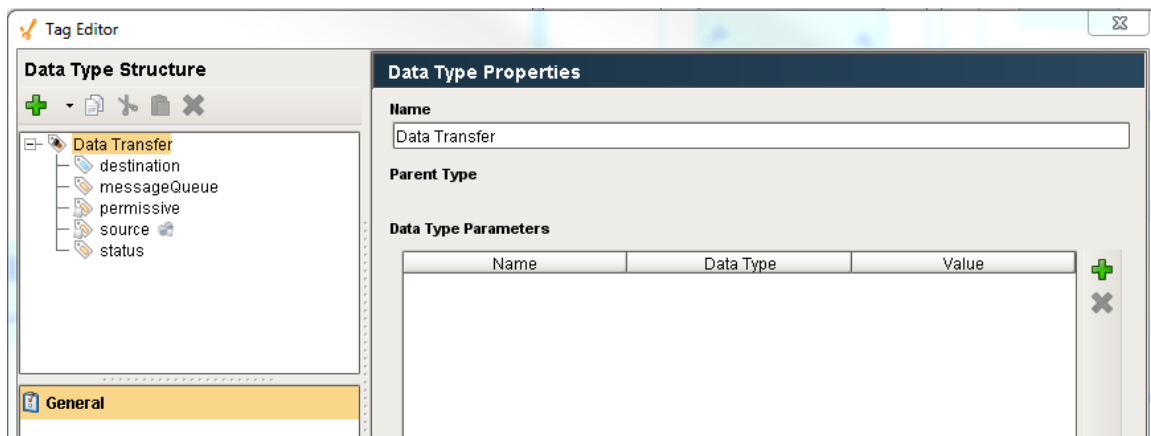 Tag Editor
Data Type Structure
Data Transfer
destination
messageQueue
permissive
source
status
General
Data Type Properties
Name
Data Transfer
Parent Type
Data Type Parameters
Name Data Type Value